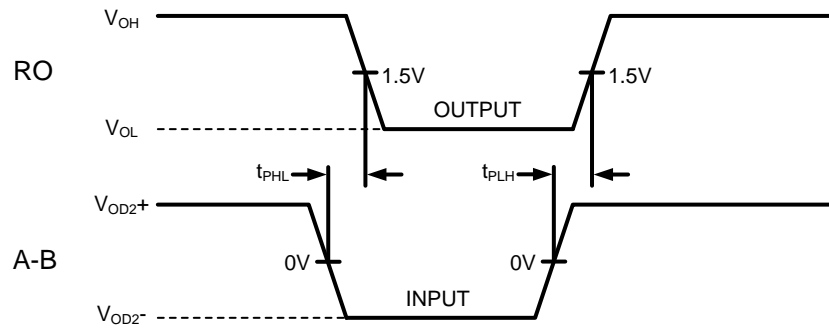 VOH
RO
1.5V
1.5V
OUTPUT
VOL
tPHL
tPLH
VOD2+
A-B
0V
0V
INPUT
VOD2-